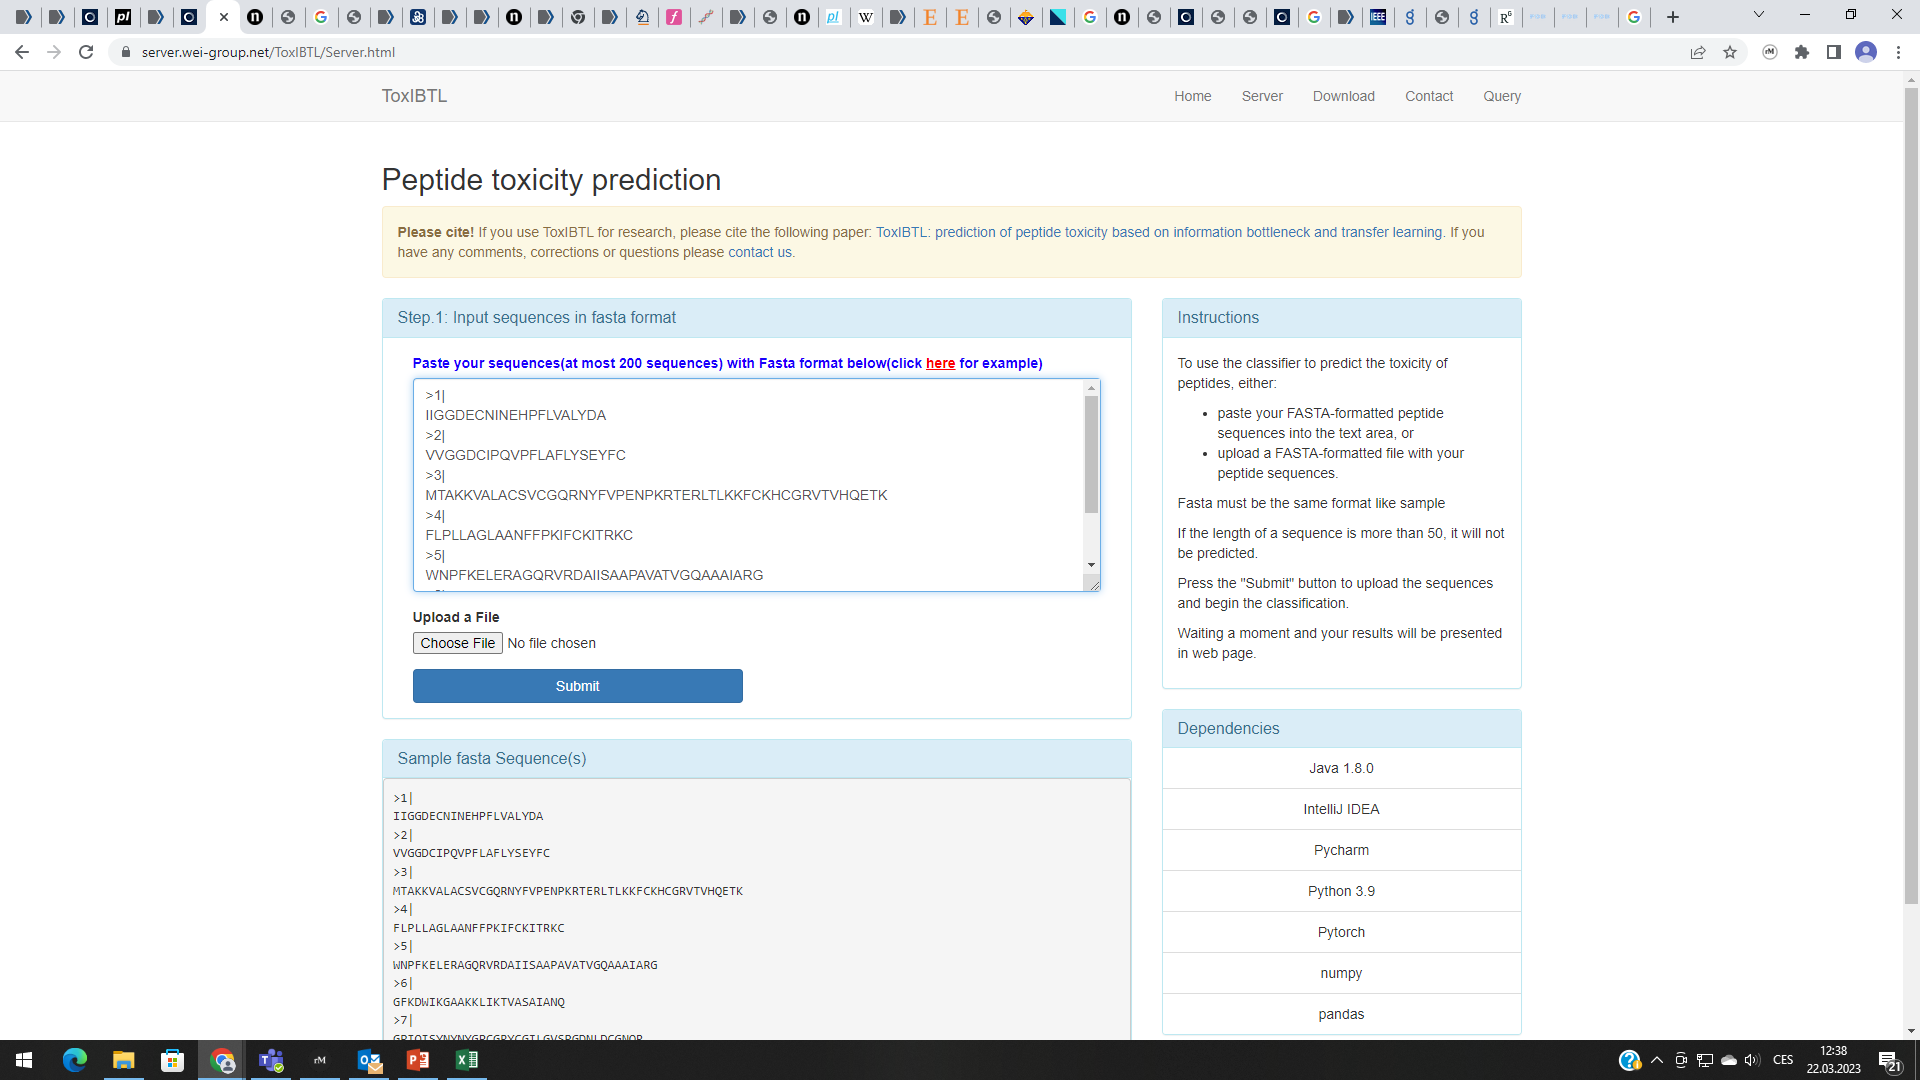 server.wei-group.net/ToxIBTL/Server.html
ToxIBTL
Home
Server
Download
Contact
Query
Peptide toxicity prediction
Please cite! If you use ToxIBTL for research, please cite the following paper: ToxIBTL: prediction of peptide toxicity based on information bottleneck and transfer learning. If you
have any comments, corrections or questions please contact us.
Step.1: Input sequences in fasta format
Paste your sequences(at most 200 sequences) with Fasta format below(click here for example)
>1|
IIGGDECNINEHPFLVALYDA
>2|
VVGGDCIPQVPFLAFLYSEYFC
>3|
MTAKKVALACSVCGQRNYFVPENPKRTERLTLKKFCKHCGRVTVHQETK
>4|
FLPLLAGLAANFFPKIFCKITRKC
>5|
WNPFKELERAGQRVRDAIISAAPAVATVGQAAAIARG
Upload a File
Choose File No file chosen
Submit
Sample fasta Sequence(s)
>1|
IIGGDECNINEHPFLVALYDA
>2|
VVGGDCIPQVPFLAFLYSEYFC
>3|
MTAKKVALACSVCGQRNYFVPENPKRTERLTLKKFCKHCGRVTVHQETK
>4|
FLPLLAGLAANFFPKIFCKITRKC
>5|
WNPFKELERAGQRVRDAIISAAPAVATVGQAAAIARG
>6|
GFKDWIKGAAKKLIKTVASAIANQ
>7|
Instructions
To use the classifier to predict the toxicity of
peptides, either:
• paste your FASTA-formatted peptide
sequences into the text area, or
• upload a FASTA-formatted file with your
peptide sequences.
Fasta must be the same format like sample
If the length of a sequence is more than 50, it will not
be predicted.
Press the "Submit" button to upload the sequences
and begin the classification.
Waiting a moment and your results will be presented
in web page.
Dependencies
Java 1.8.0
IntelliJ IDEA
Pycharm
Python 3.9
Pytorch
numpy
pandas
CES
12:38
22.03.2023
21